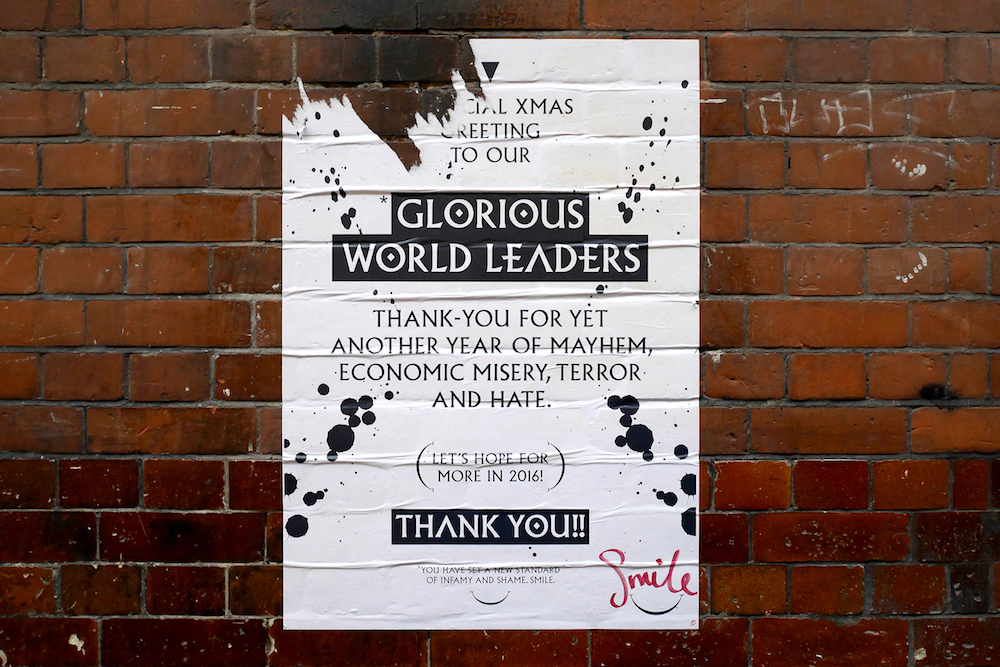 XMAS
TO OUR
*GLORIOUS
WORLD LEADERS
THANK-YOU FOR YET
ANOTHER YEAR OF MAYHEM,
ECONOMIC MISERY, TERROR
AND HATE.
(LET'S HOPE FOR
MORE IN 2016!)
THANK YOU!!
*YOU HAVE SET A NEW STANDARD
OF INFAMY AND SHAME. SMILE.
Smile